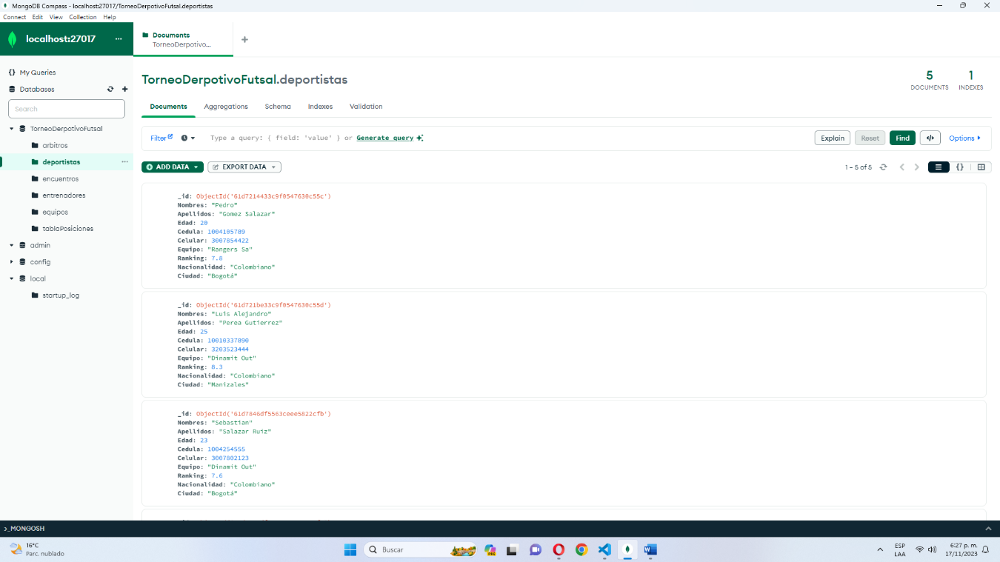 MongoDB Compass - localhost:27017/TorneoDerpotivoFutsal.deportistas
Connect Edit View Collection Help
localhost:27017 ...
Documents
TorneoDerpotivo...
+
{} My Queries
Databases
Search
TorneoDerpotivoFutsal
arbitros
deportistas ...
encuentros
entrenadores
equipos
tablaPosiciones
admin
config
local
startup_log
TorneoDerpotivoFutsal.deportistas
5 DOCUMENTS
1 INDEXES
Documents Aggregations Schema Indexes Validation
Filter Type a query: { field: 'value' } or Generate query Explain Reset Find </> Options
ADD DATA EXPORT DATA 1 – 5 of 5 {}
_id: ObjectId('61d7214433c9f0547630c55c')
Nombres: "Pedro"
Apellidos: "Gomez Salazar"
Edad: 20
Cedula: 1004105789
Celular: 3007854422
Equipo: "Rangers Sa"
Ranking: 7.8
Nacionalidad: "Colombiano"
Ciudad: "Bogotá"
_id: ObjectId('61d721be33c9f0547630c55d')
Nombres: "Luis Alejandro"
Apellidos: "Perea Gutierrez"
Edad: 25
Cedula: 10010337890
Celular: 3203523444
Equipo: "Dinamit Out"
Ranking: 8.3
Nacionalidad: "Colombiano"
Ciudad: "Manizales"
_id: ObjectId('61d7846df5563ceee5822cfb')
Nombres: "Sebastian"
Apellidos: "Salazar Ruiz"
Edad: 23
Cedula: 1004254555
Celular: 3007802123
Equipo: "Dinamit Out"
Ranking: 7.6
Nacionalidad: "Colombiano"
Ciudad: "Bogotá"
>_MONGOSH
16°C
Parc. nublado
Buscar
ESP
LAA
6:27 p. m.
17/11/2023